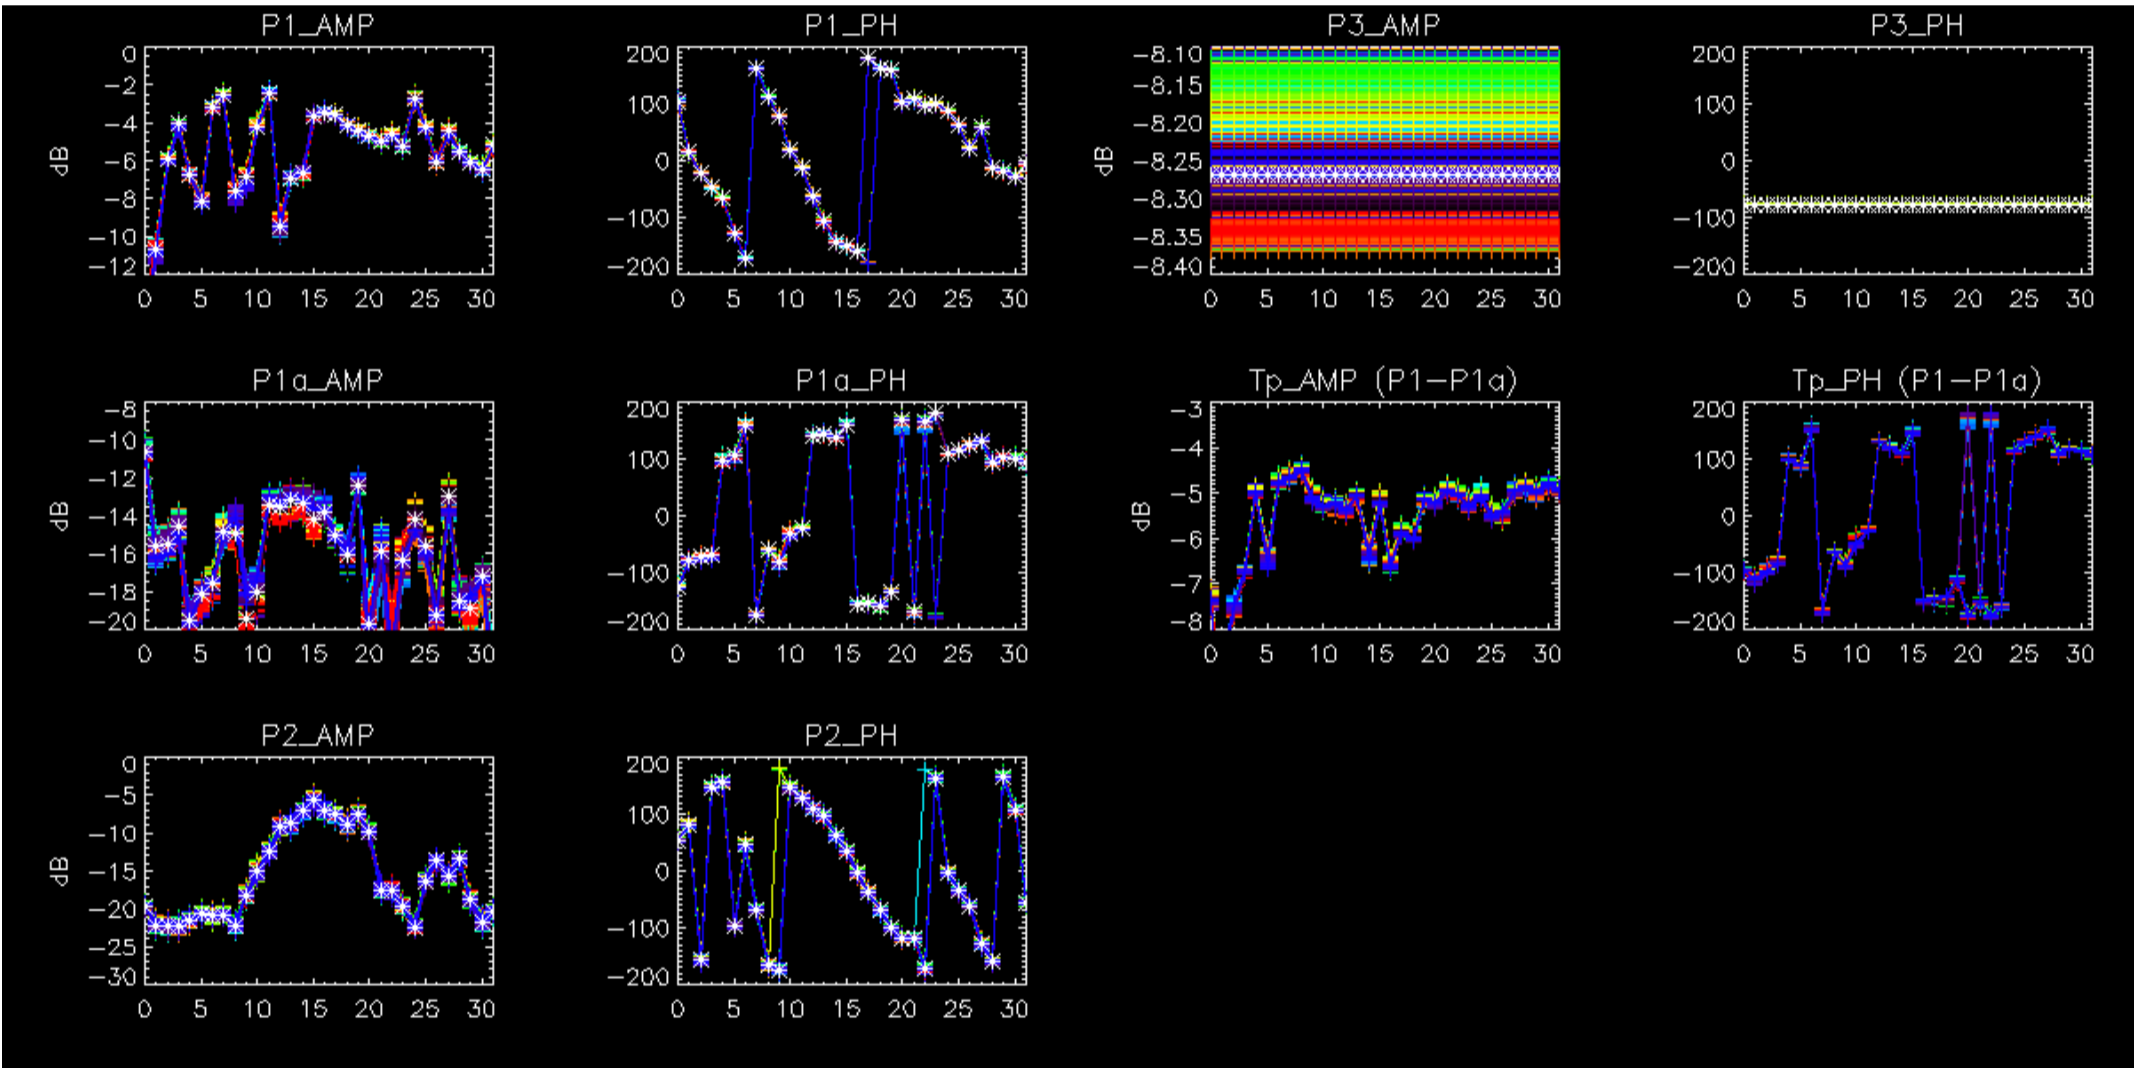 P1_AMP
dB
0
-2
-4
-6
-8
-10
-12
0 5 10 15 20 25 30
P1_PH
200
100
0
-100
-200
0 5 10 15 20 25 30
P3_AMP
dB
-8.10
-8.15
-8.20
-8.25
-8.30
-8.35
-8.40
0 5 10 15 20 25 30
P3_PH
200
100
0
-100
-200
0 5 10 15 20 25 30
P1a_AMP
dB
-8
-10
-12
-14
-16
-18
-20
0 5 10 15 20 25 30
P1a_PH
200
100
0
-100
-200
0 5 10 15 20 25 30
Tp_AMP (P1-P1a)
dB
-3
-4
-5
-6
-7
-8
0 5 10 15 20 25 30
Tp_PH (P1-P1a)
200
100
0
-100
-200
0 5 10 15 20 25 30
P2_AMP
dB
0
-5
-10
-15
-20
-25
-30
0 5 10 15 20 25 30
P2_PH
200
100
0
-100
-200
0 5 10 15 20 25 30